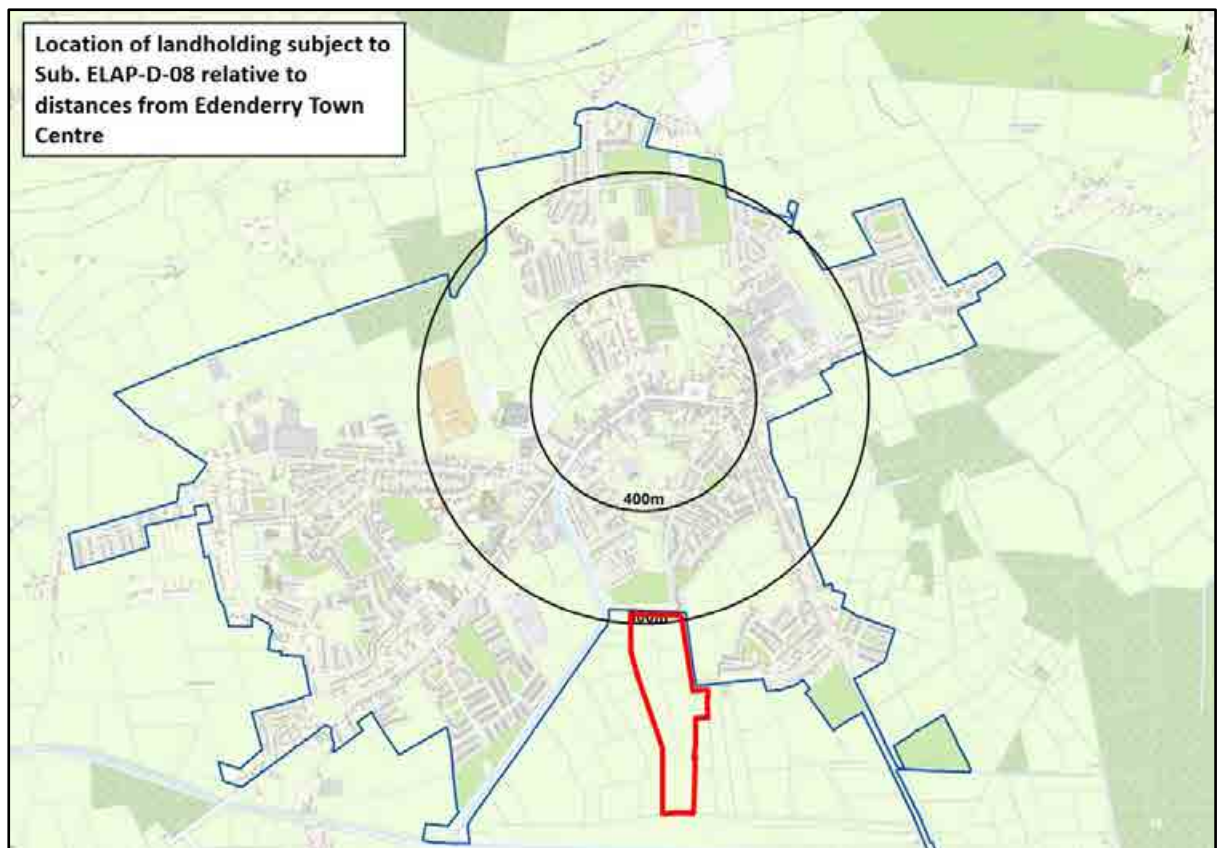 Location of landholding subject to
Sub. ELAP-D-08 relative to
distances from Edenderry Town
Centre
N
400m